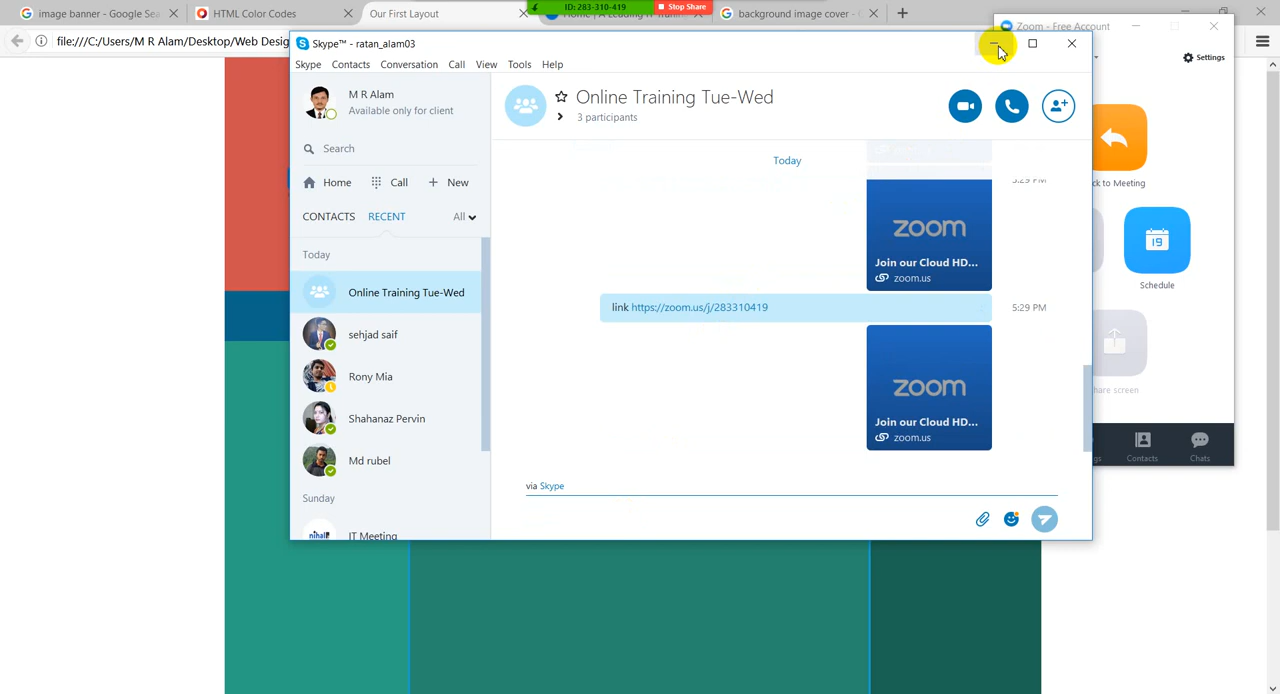 image banner - Google Sea
HTML Color Codes
Our First Layout
ID: 283-310-419
Stop Share
background image cover -
Zoom - Free Account
file:///C:/Users/M R Alam/Desktop/Web Desig
Skype™ - ratan_alam03
Skype Contacts Conversation Call View Tools Help
Settings
M R Alam
Available only for client
Online Training Tue-Wed
3 participants
Search
Today
Home Call New
CONTACTS RECENT All
Today
Online Training Tue-Wed
sehjad saif
Rony Mia
Shahanaz Pervin
Md rubel
Sunday
nihall
IT Meeting
zoom
Join our Cloud HD...
zoom.us
link https://zoom.us/j/283310419
5:29 PM
zoom
Join our Cloud HD...
zoom.us
via Skype
ck to Meeting
19
Schedule
hare screen
gs Contacts Chats